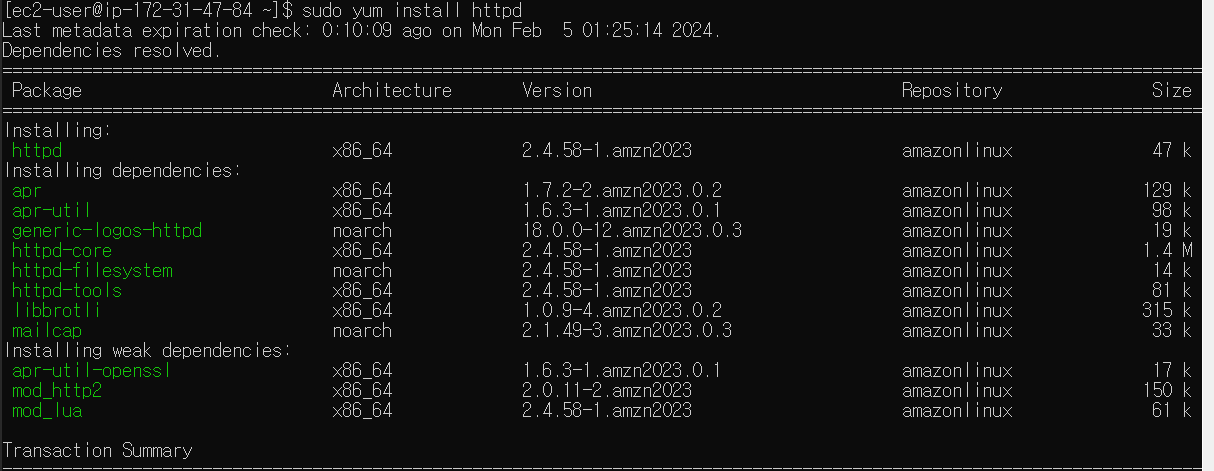 [ec2-user@ip-172-31-47-84 ~]$ sudo yum install httpd
Last metadata expiration check: 0:10:09 ago on Mon Feb  5 01:25:14 2024.
Dependencies resolved.
================================================================================
Package Architecture Version Repository Size
================================================================================
Installing:
httpd x86_64 2.4.58-1.amzn2023 amazonlinux 47 k
Installing dependencies:
apr x86_64 1.7.2-2.amzn2023.0.2 amazonlinux 129 k
apr-util x86_64 1.6.3-1.amzn2023.0.1 amazonlinux 98 k
generic-logos-httpd noarch 18.0.0-12.amzn2023.0.3 amazonlinux 19 k
httpd-core x86_64 2.4.58-1.amzn2023 amazonlinux 1.4 M
httpd-filesystem noarch 2.4.58-1.amzn2023 amazonlinux 14 k
httpd-tools x86_64 2.4.58-1.amzn2023 amazonlinux 81 k
libbrotli x86_64 1.0.9-4.amzn2023.0.2 amazonlinux 315 k
mailcap noarch 2.1.49-3.amzn2023.0.3 amazonlinux 33 k
Installing weak dependencies:
apr-util-openssl x86_64 1.6.3-1.amzn2023.0.1 amazonlinux 17 k
mod_http2 x86_64 2.0.11-2.amzn2023 amazonlinux 150 k
mod_lua x86_64 2.4.58-1.amzn2023 amazonlinux 61 k
Transaction Summary
================================================================================